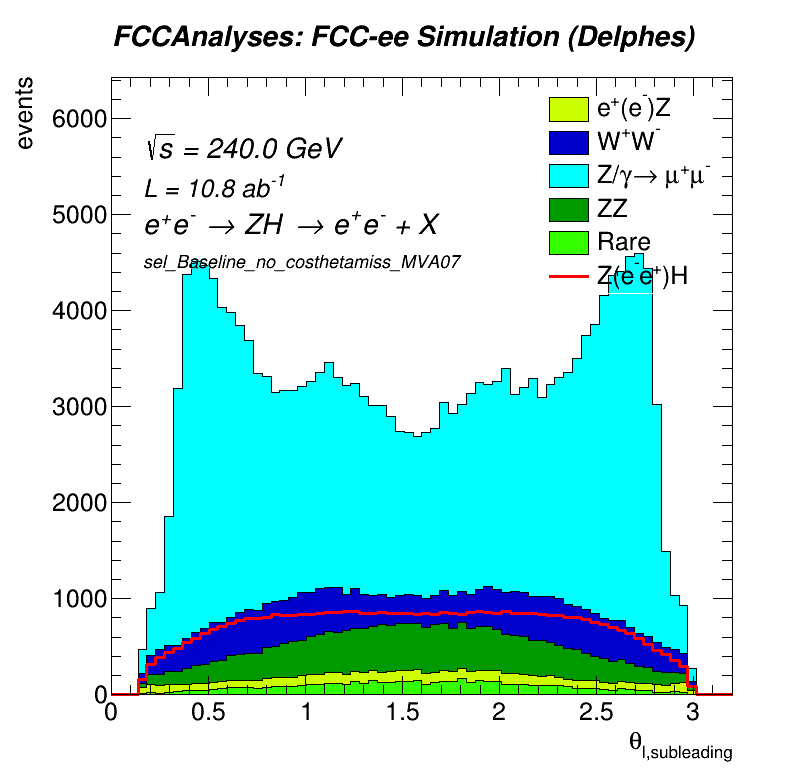 FCCAnalyses: FCC-ee Simulation (Delphes)
events
6000
5000
4000
3000
2000
1000
0
√s = 240.0 GeV
L = 10.8 ab⁻¹
e⁺e⁻ → ZH → e⁺e⁻ + X
sel_Baseline_no_costhetamiss_MVA07
e⁺(e⁻)Z
W⁺W⁻
Z/γ→ μ⁺μ⁻
ZZ
Rare
Z(e⁻e⁺)H
0 0.5 1 1.5 2 2.5 3
θl,subleading